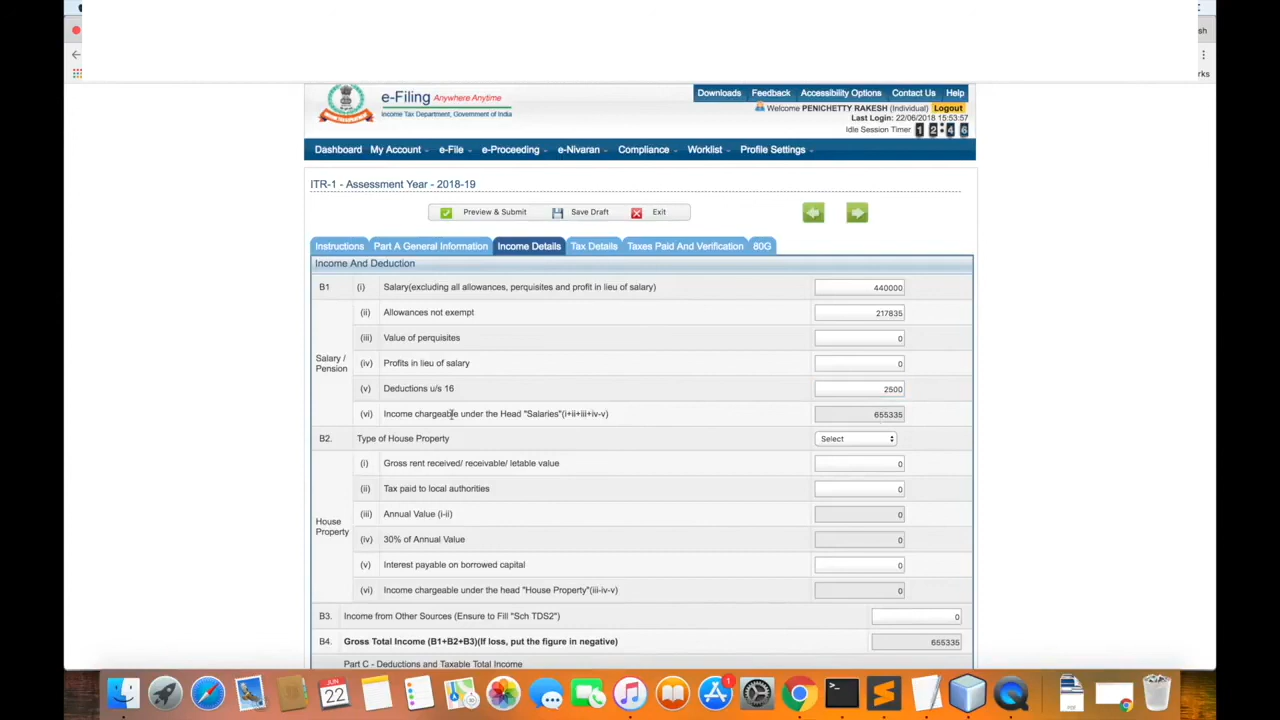 sh
rks
e-Filing Anywhere Anytime
Income Tax Department, Government of India
Downloads Feedback Accessibility Options Contact Us Help
Welcome PENICHETTY RAKESH (Individual) Logout
Last Login: 22/06/2018 15:53:57
Idle Session Timer 1 2 : 4 6
Dashboard My Account e-File e-Proceeding e-Nivaran Compliance Worklist Profile Settings
ITR-1 - Assessment Year - 2018-19
Preview & Submit Save Draft Exit
Instructions Part A General Information Income Details Tax Details Taxes Paid And Verification 80G
Income And Deduction
B1 (i) Salary(excluding all allowances, perquisites and profit in lieu of salary) 440000
(ii) Allowances not exempt 217835
(iii) Value of perquisites 0
Salary / Pension
(iv) Profits in lieu of salary 0
(v) Deductions u/s 16 2500
(vi) Income chargeable under the Head "Salaries"(i+ii+iii+iv-v) 655335
B2. Type of House Property Select
(i) Gross rent received/ receivable/ letable value 0
(ii) Tax paid to local authorities 0
(iii) Annual Value (i-ii) 0
House Property
(iv) 30% of Annual Value 0
(v) Interest payable on borrowed capital 0
(vi) Income chargeable under the head "House Property"(iii-iv-v) 0
B3. Income from Other Sources (Ensure to Fill "Sch TDS2") 0
B4. Gross Total Income (B1+B2+B3)(If loss, put the figure in negative) 655335
Part C - Deductions and Taxable Total Income
JUN
22
1